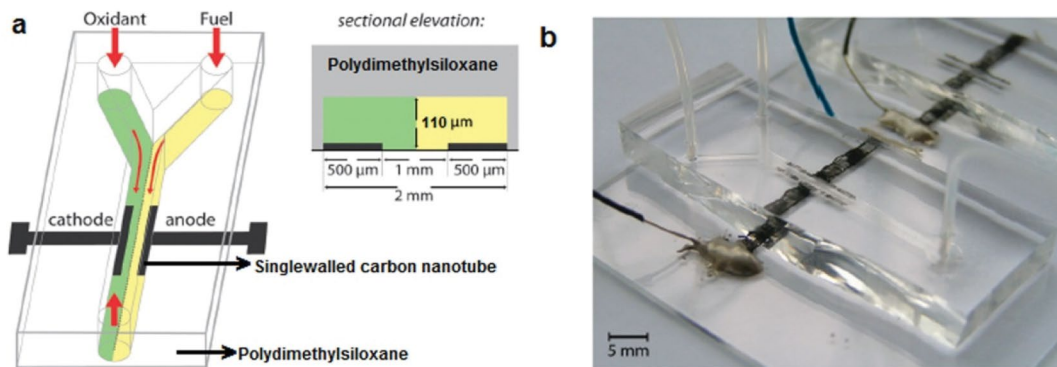 a
Oxidant
Fuel
cathode
anode
Singlewalled carbon nanotube
Polydimethylsiloxane
sectional elevation:
Polydimethylsiloxane
110 μm
500 μm
1 mm
500 μm
2 mm
b
5 mm